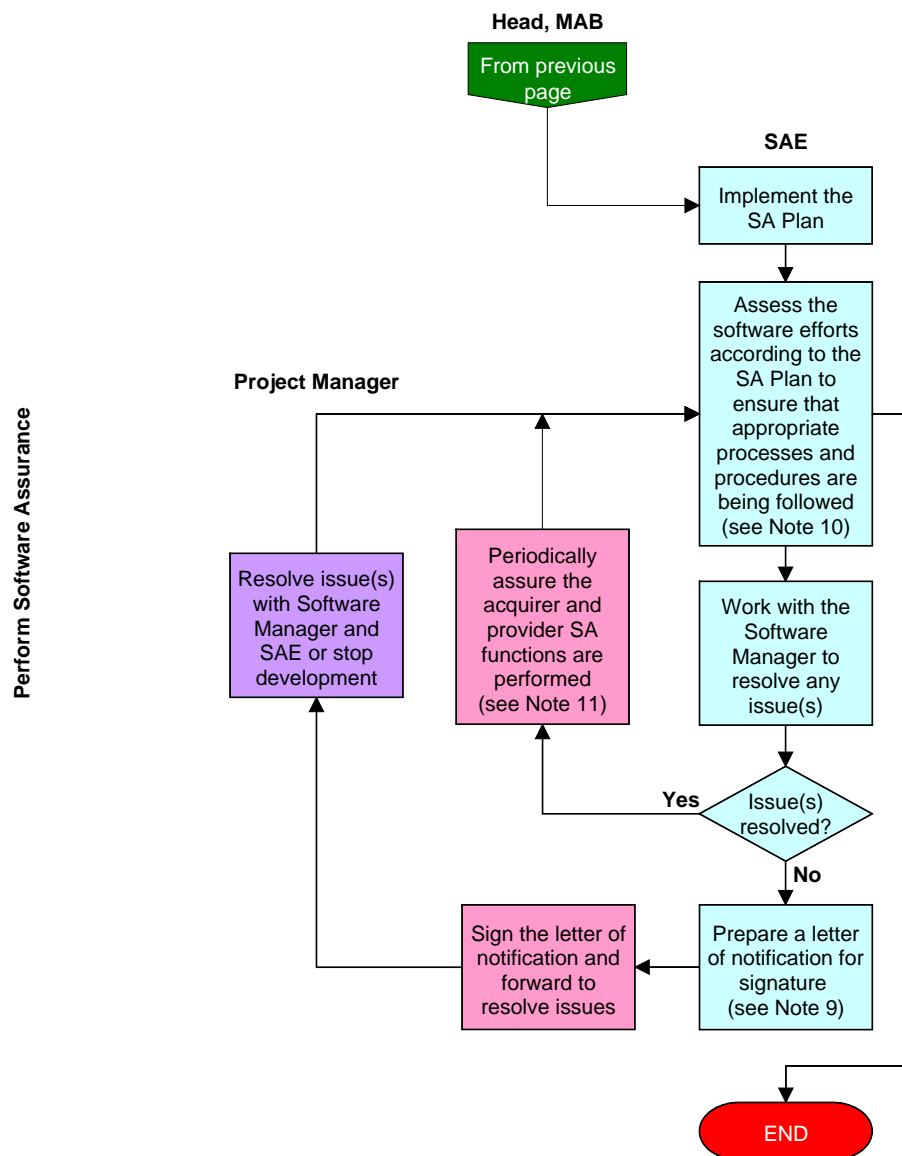 Head, MAB
From previous
page
SAE
Implement the
SA Plan
Assess the
software efforts
according to the
SA Plan to
ensure that
appropriate
processes and
procedures are
being followed
(see Note 10)
Project Manager
Perform Software Assurance
Resolve issue(s)
with Software
Manager and
SAE or stop
development
Periodically
assure the
acquirer and
provider SA
functions are
performed
(see Note 11)
Work with the
Software
Manager to
resolve any
issue(s)
Yes
Issue(s)
resolved?
No
Sign the letter of
notification and
forward to
resolve issues
Prepare a letter
of notification for
signature
(see Note 9)
END